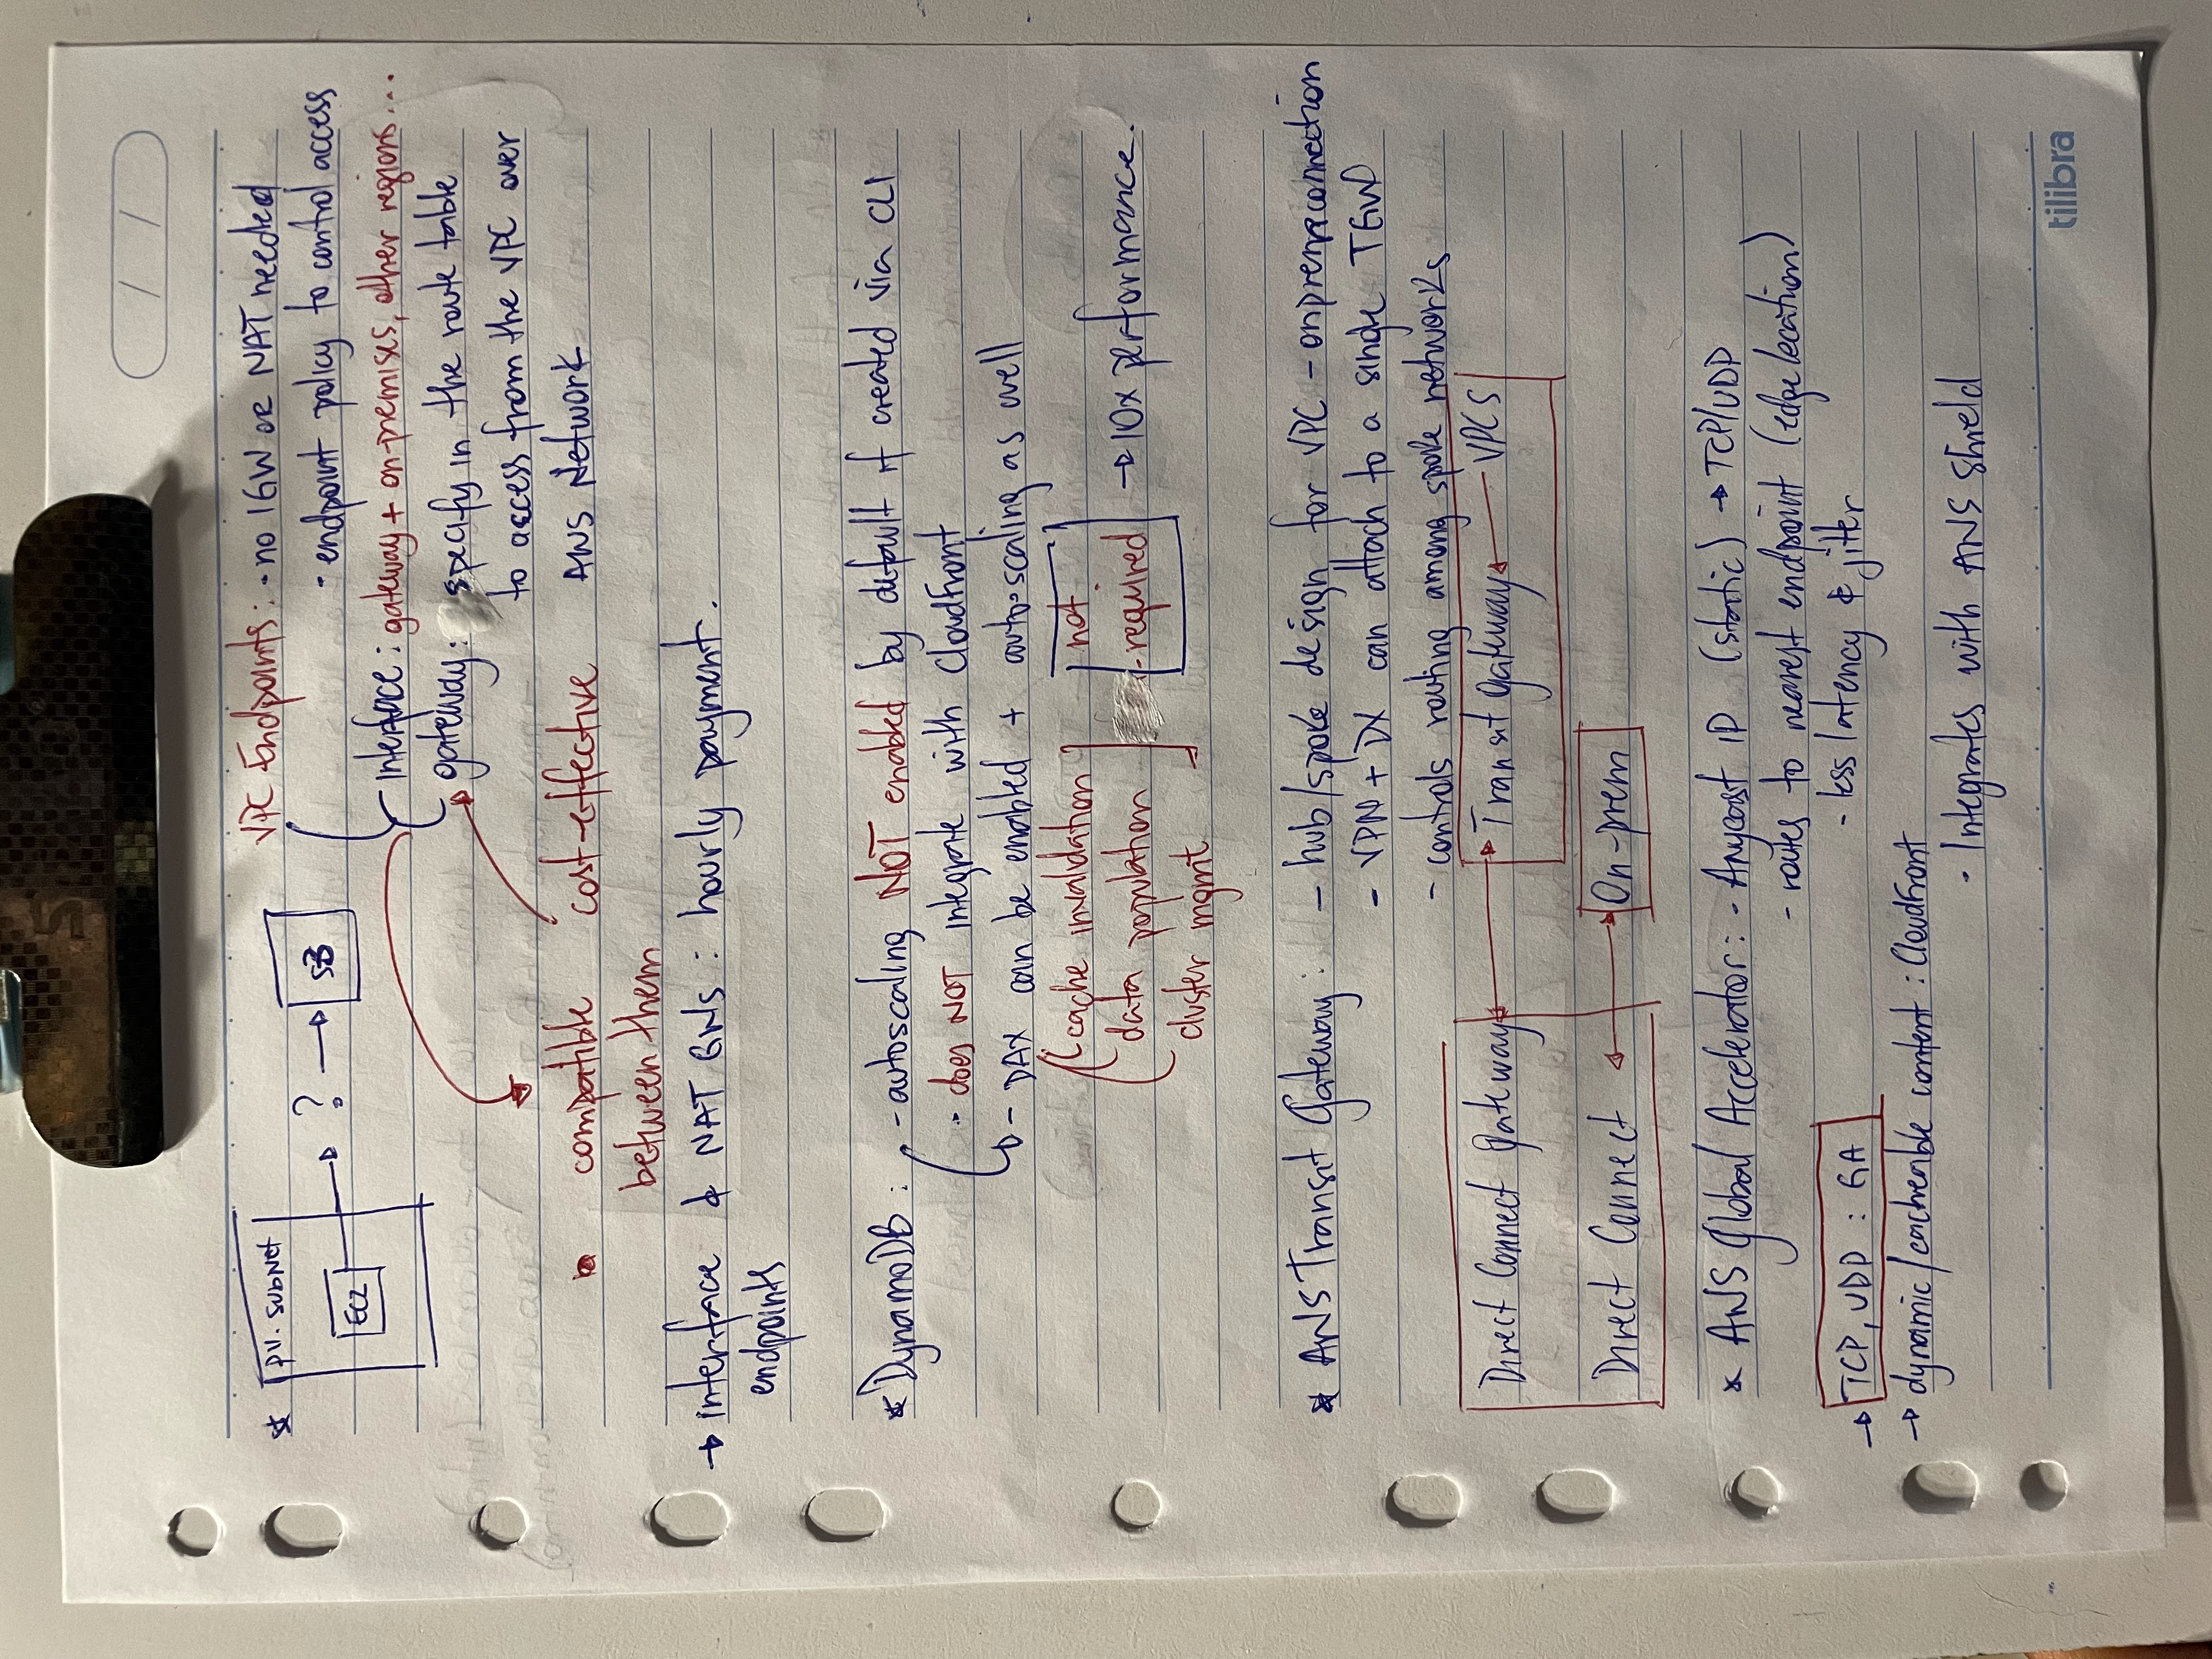 * pv. subnet
EC2
→ ? → S3
VPC Endpoints: - no IGW OR NAT needed
- endpoint policy to control access
interface: gateway + on-premises, other regions...
gateway: specify in the route table
to access from the VPC over
AWS Network
compatible
between them
cost-effective
→ interface & NAT GWs: hourly payment.
endpoints
* DynamoDB: - autoscaling NOT enabled by default if created via CLI
- does NOT integrate with CloudFront
- DAX can be enabled + auto-scaling as well
cache invalidation
data population
cluster mgmt
not
required
→ 10x performance.
* AWS Transit Gateway: - hub/spoke design for VPC - onprem connection
- VPN + DX can attach to a single TGW
- controls routing among spoke networks
Direct Connect Gateway
Transit Gateway ← VPCS
Direct Connect
On-prem
* AWS Global Accelerator: - Anycast IP (static) → TCP/UDP
- routes to nearest endpoint (edge location)
- less latency & jitter
→ TCP, UDP : GA
→ dynamic/cacheable content: CloudFront
- Integrates with AWS Shield
tilibra